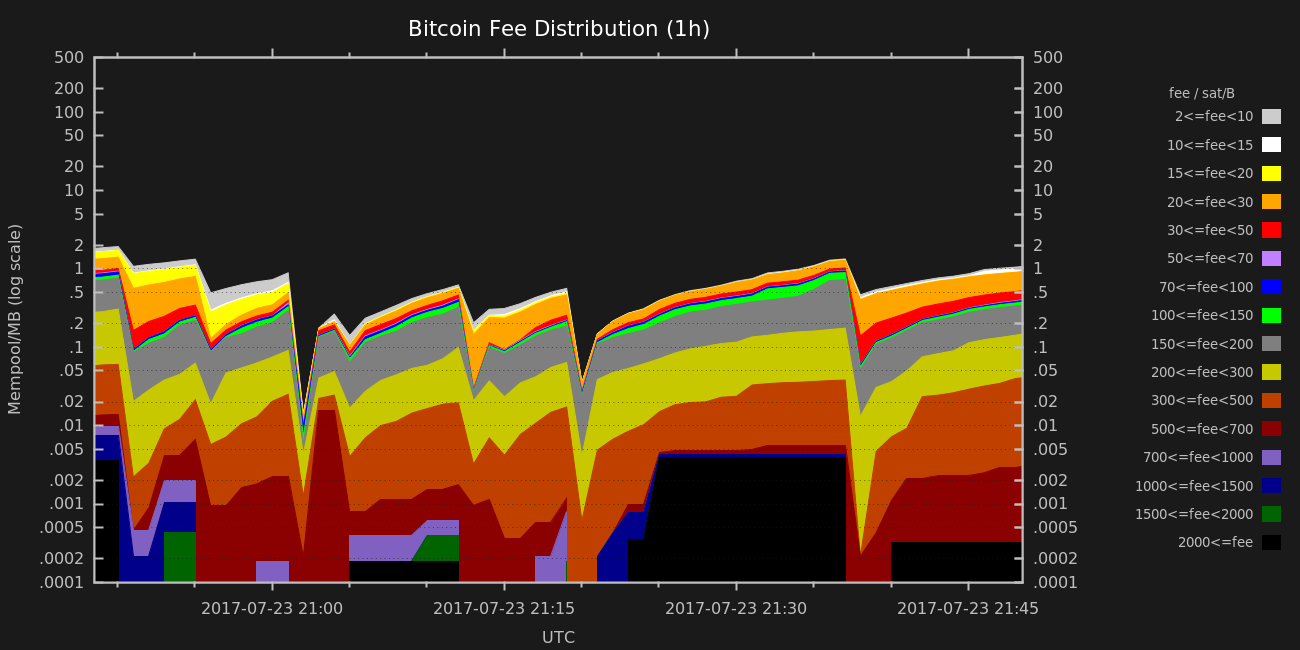 Bitcoin Fee Distribution (1h)
Mempool/MB (log scale)
500
200
100
50
20
10
5
2
1
.5
.2
.1
.05
.02
.01
.005
.002
.001
.0005
.0002
.0001
500
200
100
50
20
10
5
2
1
.5
.2
.1
.05
.02
.01
.005
.002
.001
.0005
.0002
.0001
2017-07-23 21:00
2017-07-23 21:15
2017-07-23 21:30
2017-07-23 21:45
UTC
fee / sat/B
2<=fee<10
10<=fee<15
15<=fee<20
20<=fee<30
30<=fee<50
50<=fee<70
70<=fee<100
100<=fee<150
150<=fee<200
200<=fee<300
300<=fee<500
500<=fee<700
700<=fee<1000
1000<=fee<1500
1500<=fee<2000
2000<=fee